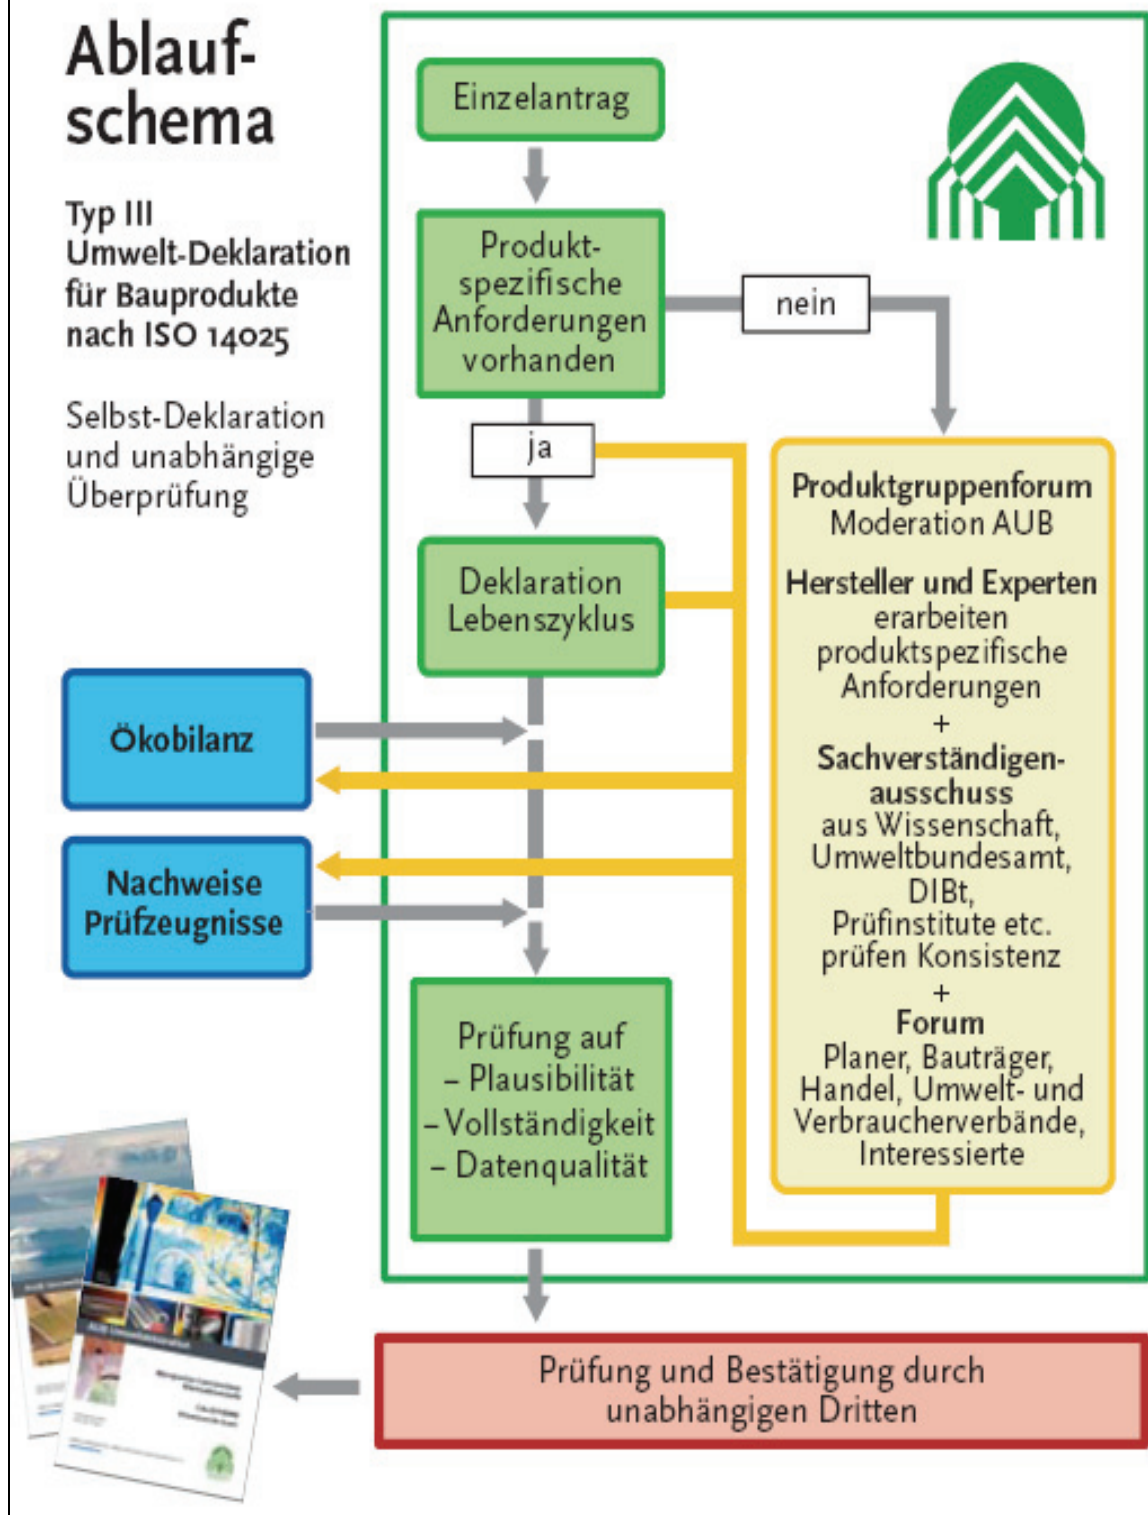 Ablauf-
schema
Typ III
Umwelt-Deklaration
für Bauprodukte
nach ISO 14025
Selbst-Deklaration
und unabhängige
Überprüfung
Einzelantrag
Produkt-
spezifische
Anforderungen
vorhanden
nein
ja
Deklaration
Lebenszyklus
Ökobilanz
Nachweise
Prüfzeugnisse
Prüfung auf
– Plausibilität
– Vollständigkeit
– Datenqualität
Produktgruppenforum
Moderation AUB
Hersteller und Experten
erarbeiten
produktspezifische
Anforderungen
+
Sachverständigen-
ausschuss
aus Wissenschaft,
Umweltbundesamt,
DIBt,
Prüfinstitute etc.
prüfen Konsistenz
+
Forum
Planer, Bauträger,
Handel, Umwelt- und
Verbraucherverbände,
Interessierte
Prüfung und Bestätigung durch
unabhängigen Dritten